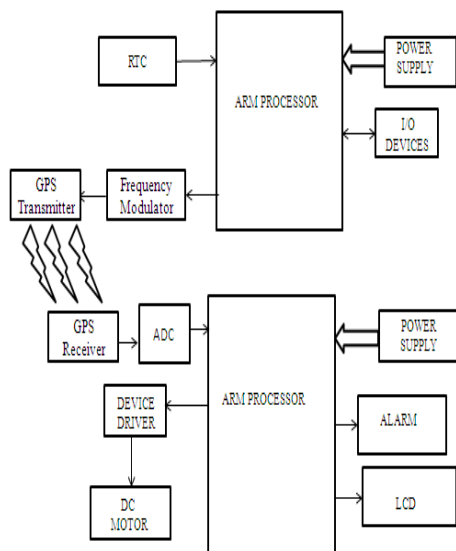 RTC
ARM PROCESSOR
POWER
SUPPLY
I/O
DEVICES
GPS
Transmitter
Frequency
Modulator
GPS
Receiver
ADC
ARM PROCESSOR
POWER
SUPPLY
DEVICE
DRIVER
ALARM
DC
MOTOR
LCD